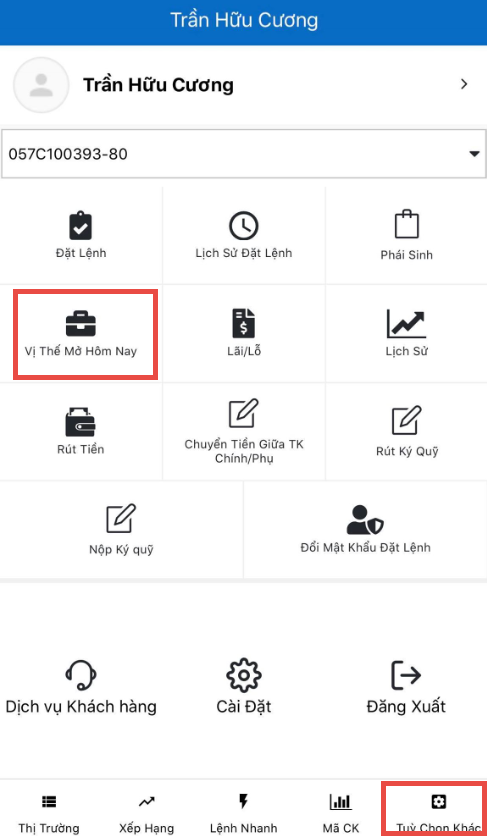 Trần Hữu Cương
Trần Hữu Cương
057C100393-80
Đặt Lệnh
Lịch Sử Đặt Lệnh
Phái Sinh
Vị Thế Mở Hôm Nay
Lãi/Lỗ
Lịch Sử
Rút Tiền
Chuyển Tiền Giữa TK
Chính/Phụ
Rút Ký Quỹ
Nộp Ký quỹ
Đổi Mật Khẩu Đặt Lệnh
Dịch vụ Khách hàng
Cài Đặt
Đăng Xuất
Thị Trường
Xếp Hạng
Lệnh Nhanh
Mã CK
Tuỳ Chọn Khác